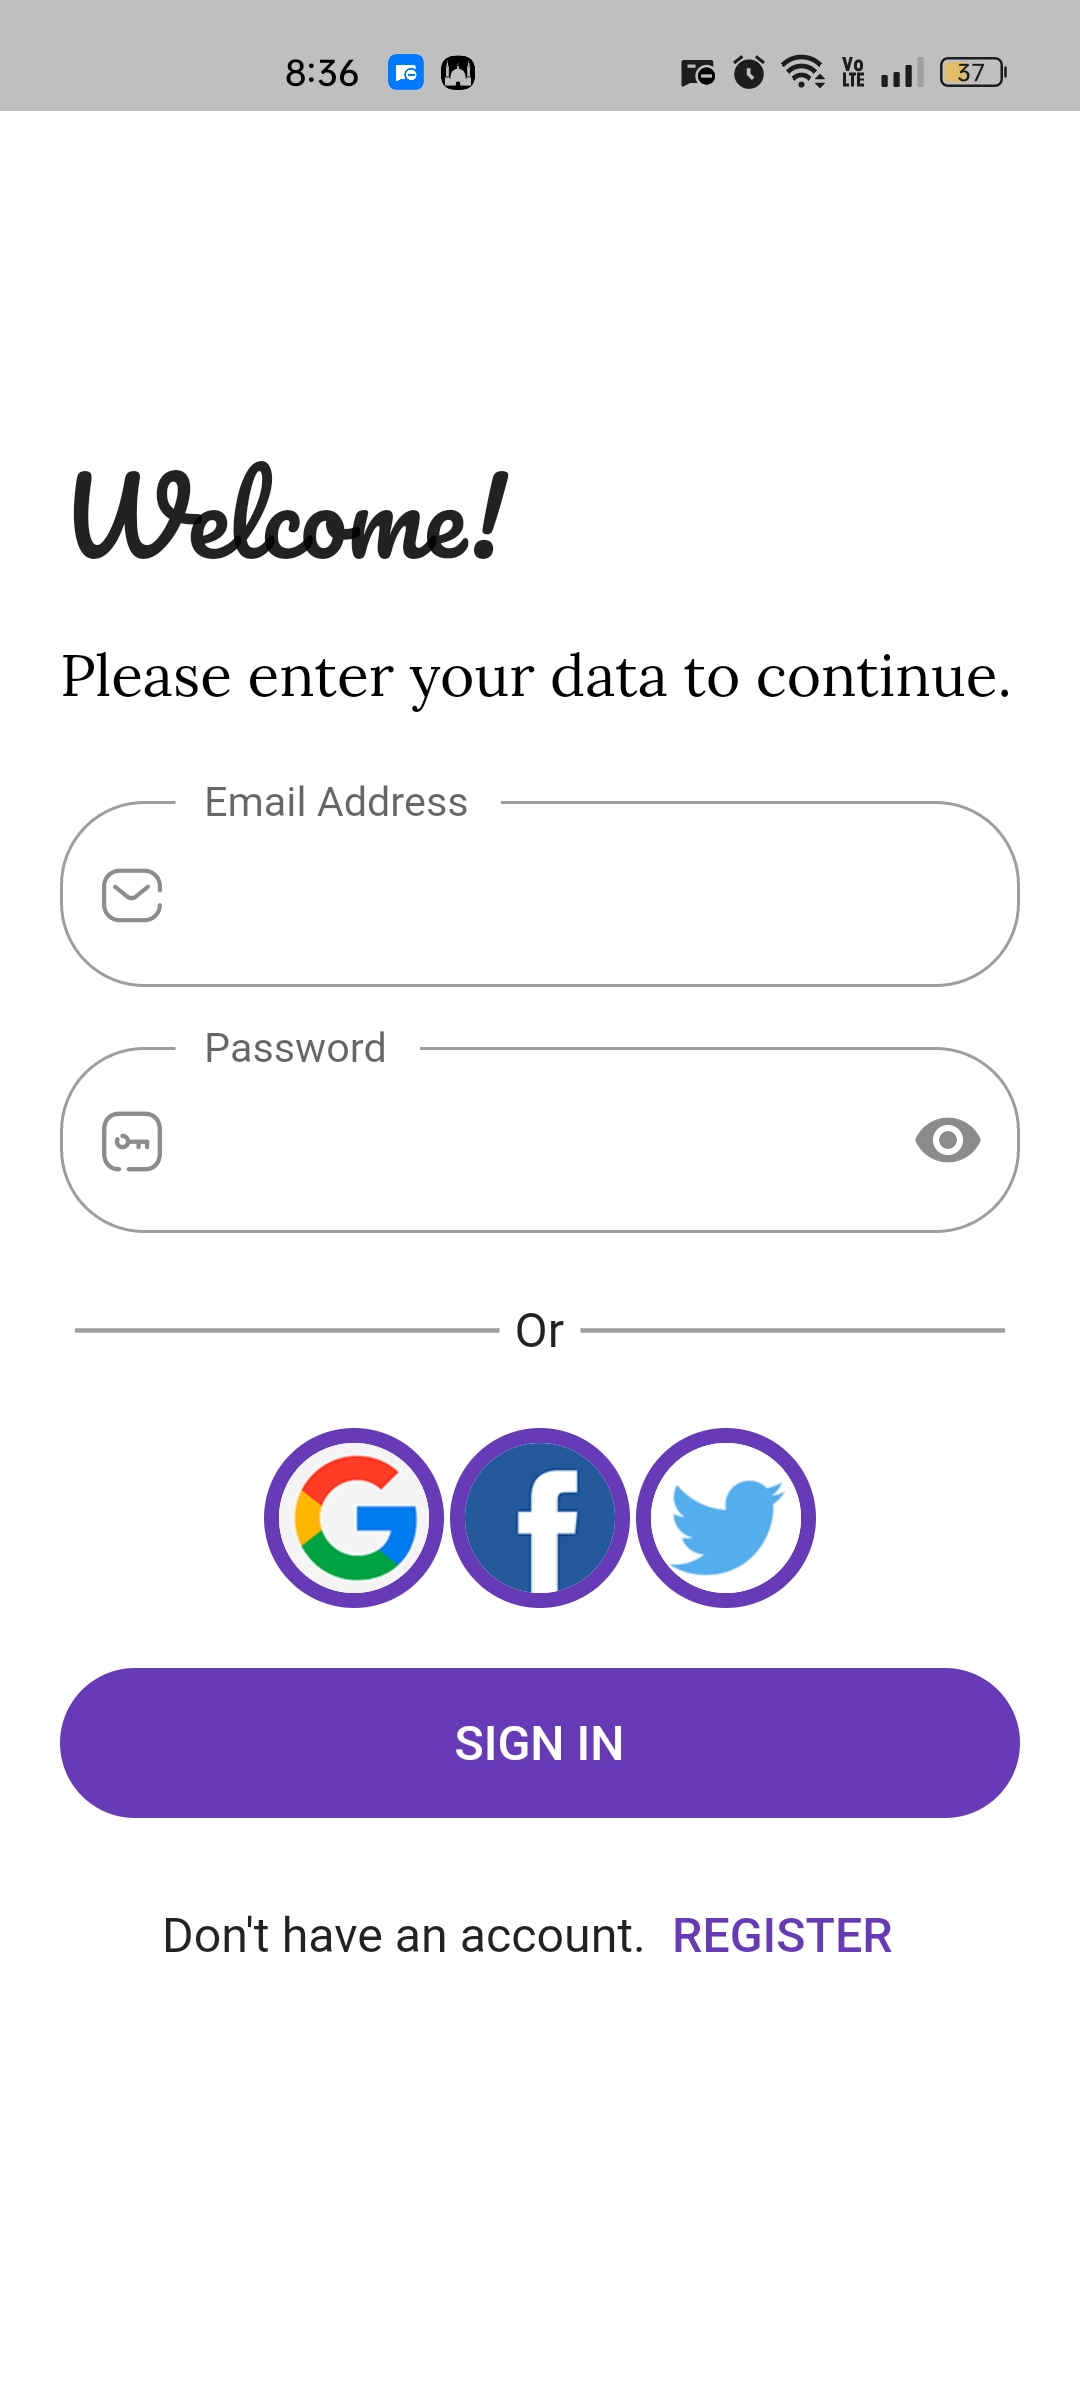 8:36 Vo LTE 37
Welcome!
Please enter your data to continue.
Email Address
Password
Or
SIGN IN
Don't have an account. REGISTER